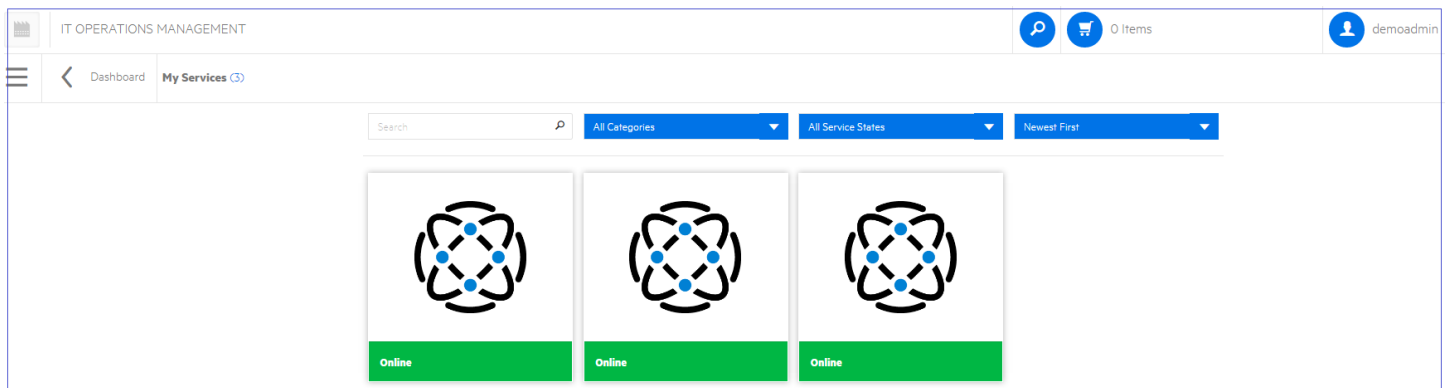 IT OPERATIONS MANAGEMENT
0 Items
demoadmin
Dashboard
My Services (3)
Search
All Categories
All Service States
Newest First
Online
Online
Online